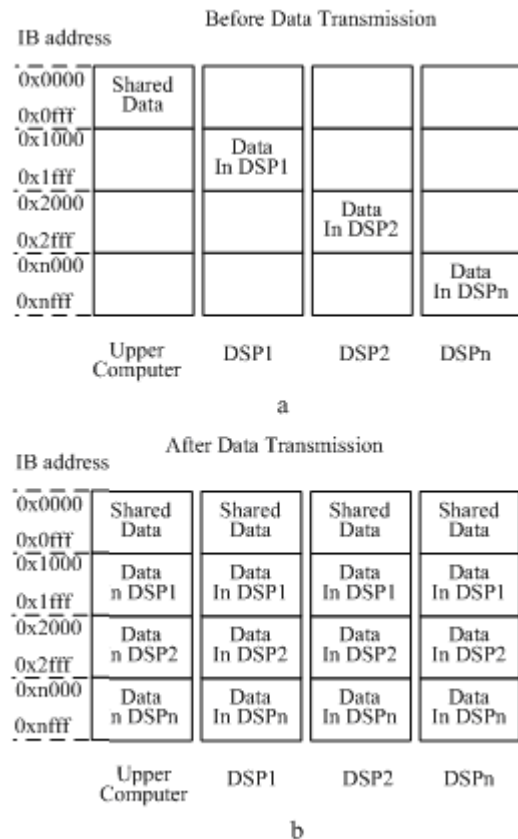 Before Data Transmission
IB address
0x0000
0x0fff
0x1000
0x1fff
0x2000
0x2fff
0xn000
0xnfff
Shared
Data
Data
In DSP1
Data
In DSP2
Data
In DSPn
Upper
Computer
DSP1
DSP2
DSPn
a
After Data Transmission
IB address
0x0000
0x0fff
0x1000
0x1fff
0x2000
0x2fff
0xn000
0xnfff
Shared
Data
Shared
Data
Shared
Data
Shared
Data
Data
n DSP1
Data
In DSP1
Data
In DSP1
Data
In DSP1
Data
n DSP2
Data
In DSP2
Data
In DSP2
Data
In DSP2
Data
n DSPn
Data
In DSPn
Data
In DSPn
Data
In DSPn
Upper
Computer
DSP1
DSP2
DSPn
b